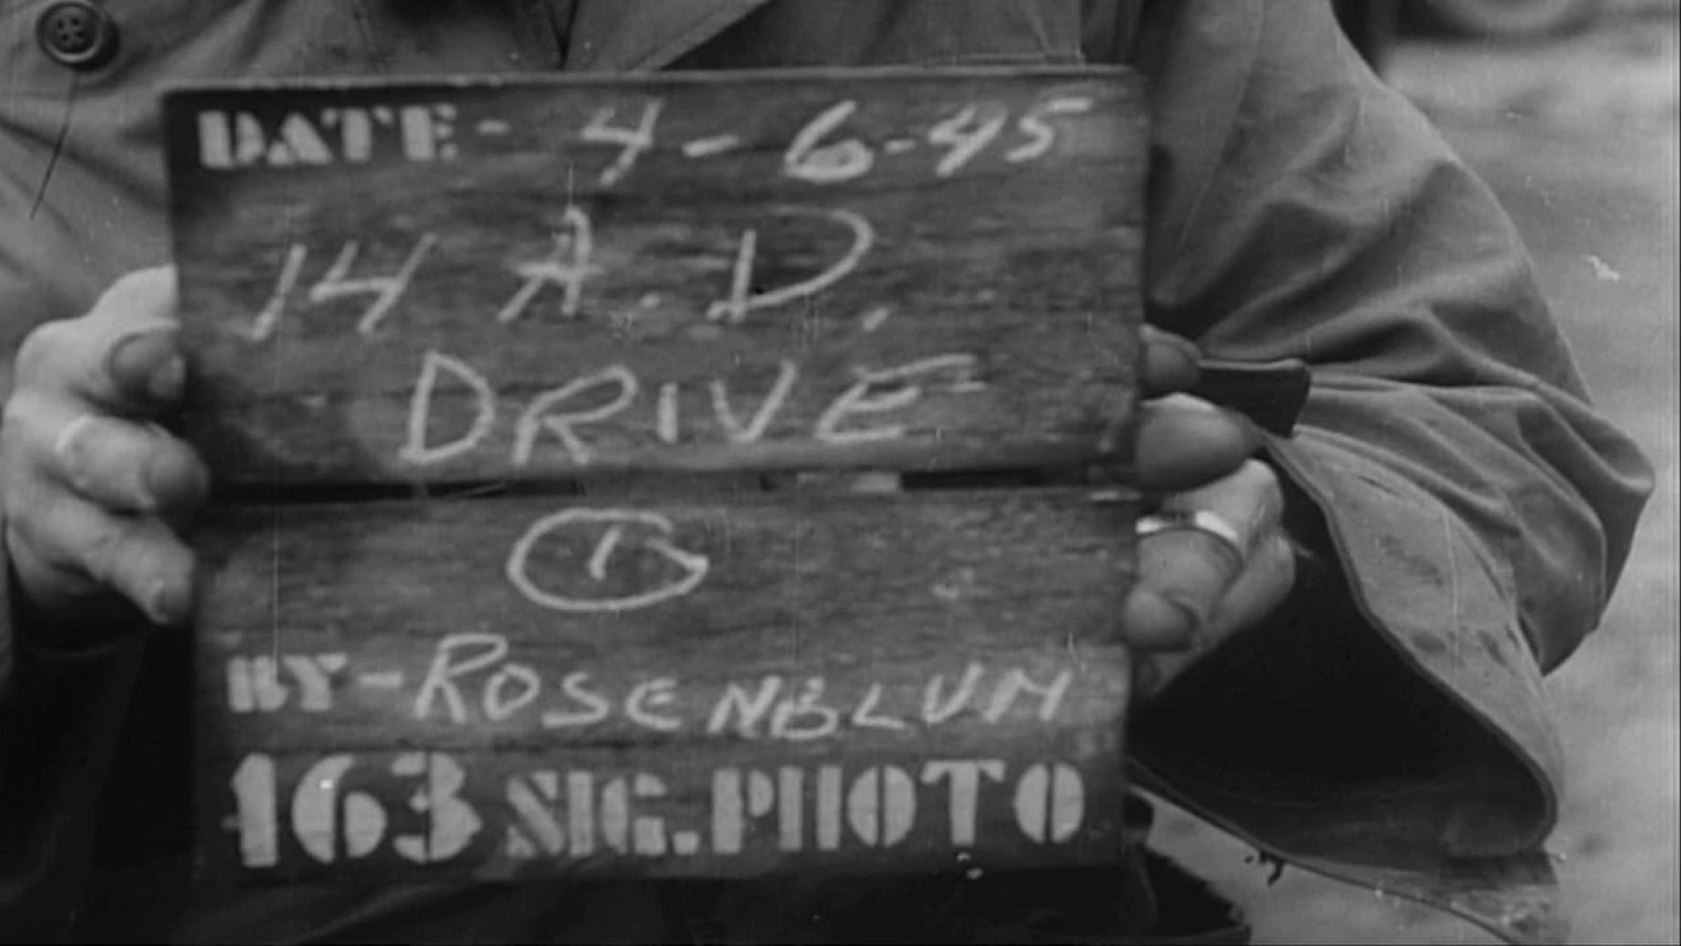 DATE- 4-6-45
14 A.D.
DRIVE
1
BY-ROSENBLUM
163 SIG.PHOTO